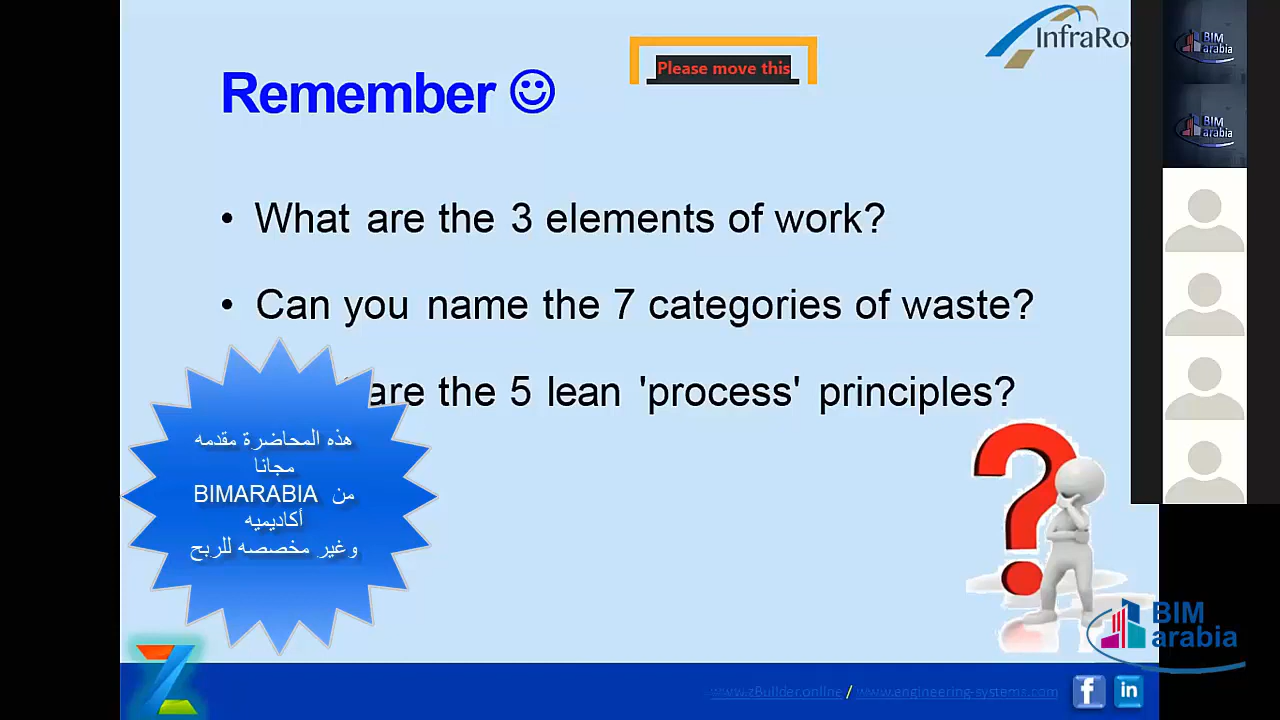 InfraRo
Please move this
Remember
• What are the 3 elements of work?
• Can you name the 7 categories of waste?
are the 5 lean 'process' principles?
هذه المحاضرة مقدمه
مجانا
من BIMARABIA
أكاديميه
وغير مخصصه للربح
www.zBuilder.online / www.engineering-systems.com
f in
BIM
arabia
BIM
arabia
BIM
arabia